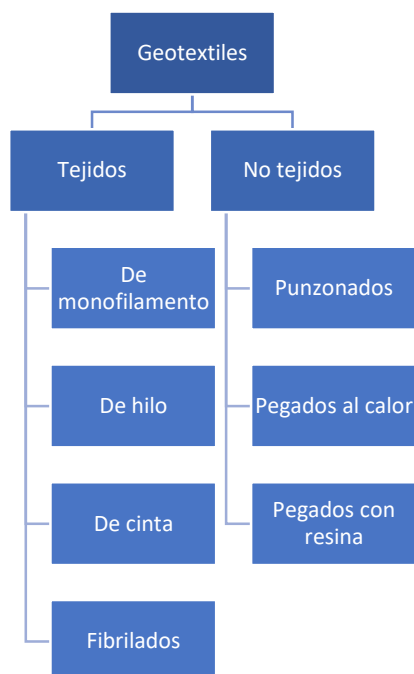 Geotextiles
Tejidos
No tejidos
De
monofilamento
Punzonados
De hilo
Pegados al calor
De cinta
Pegados con
resina
Fibrilados